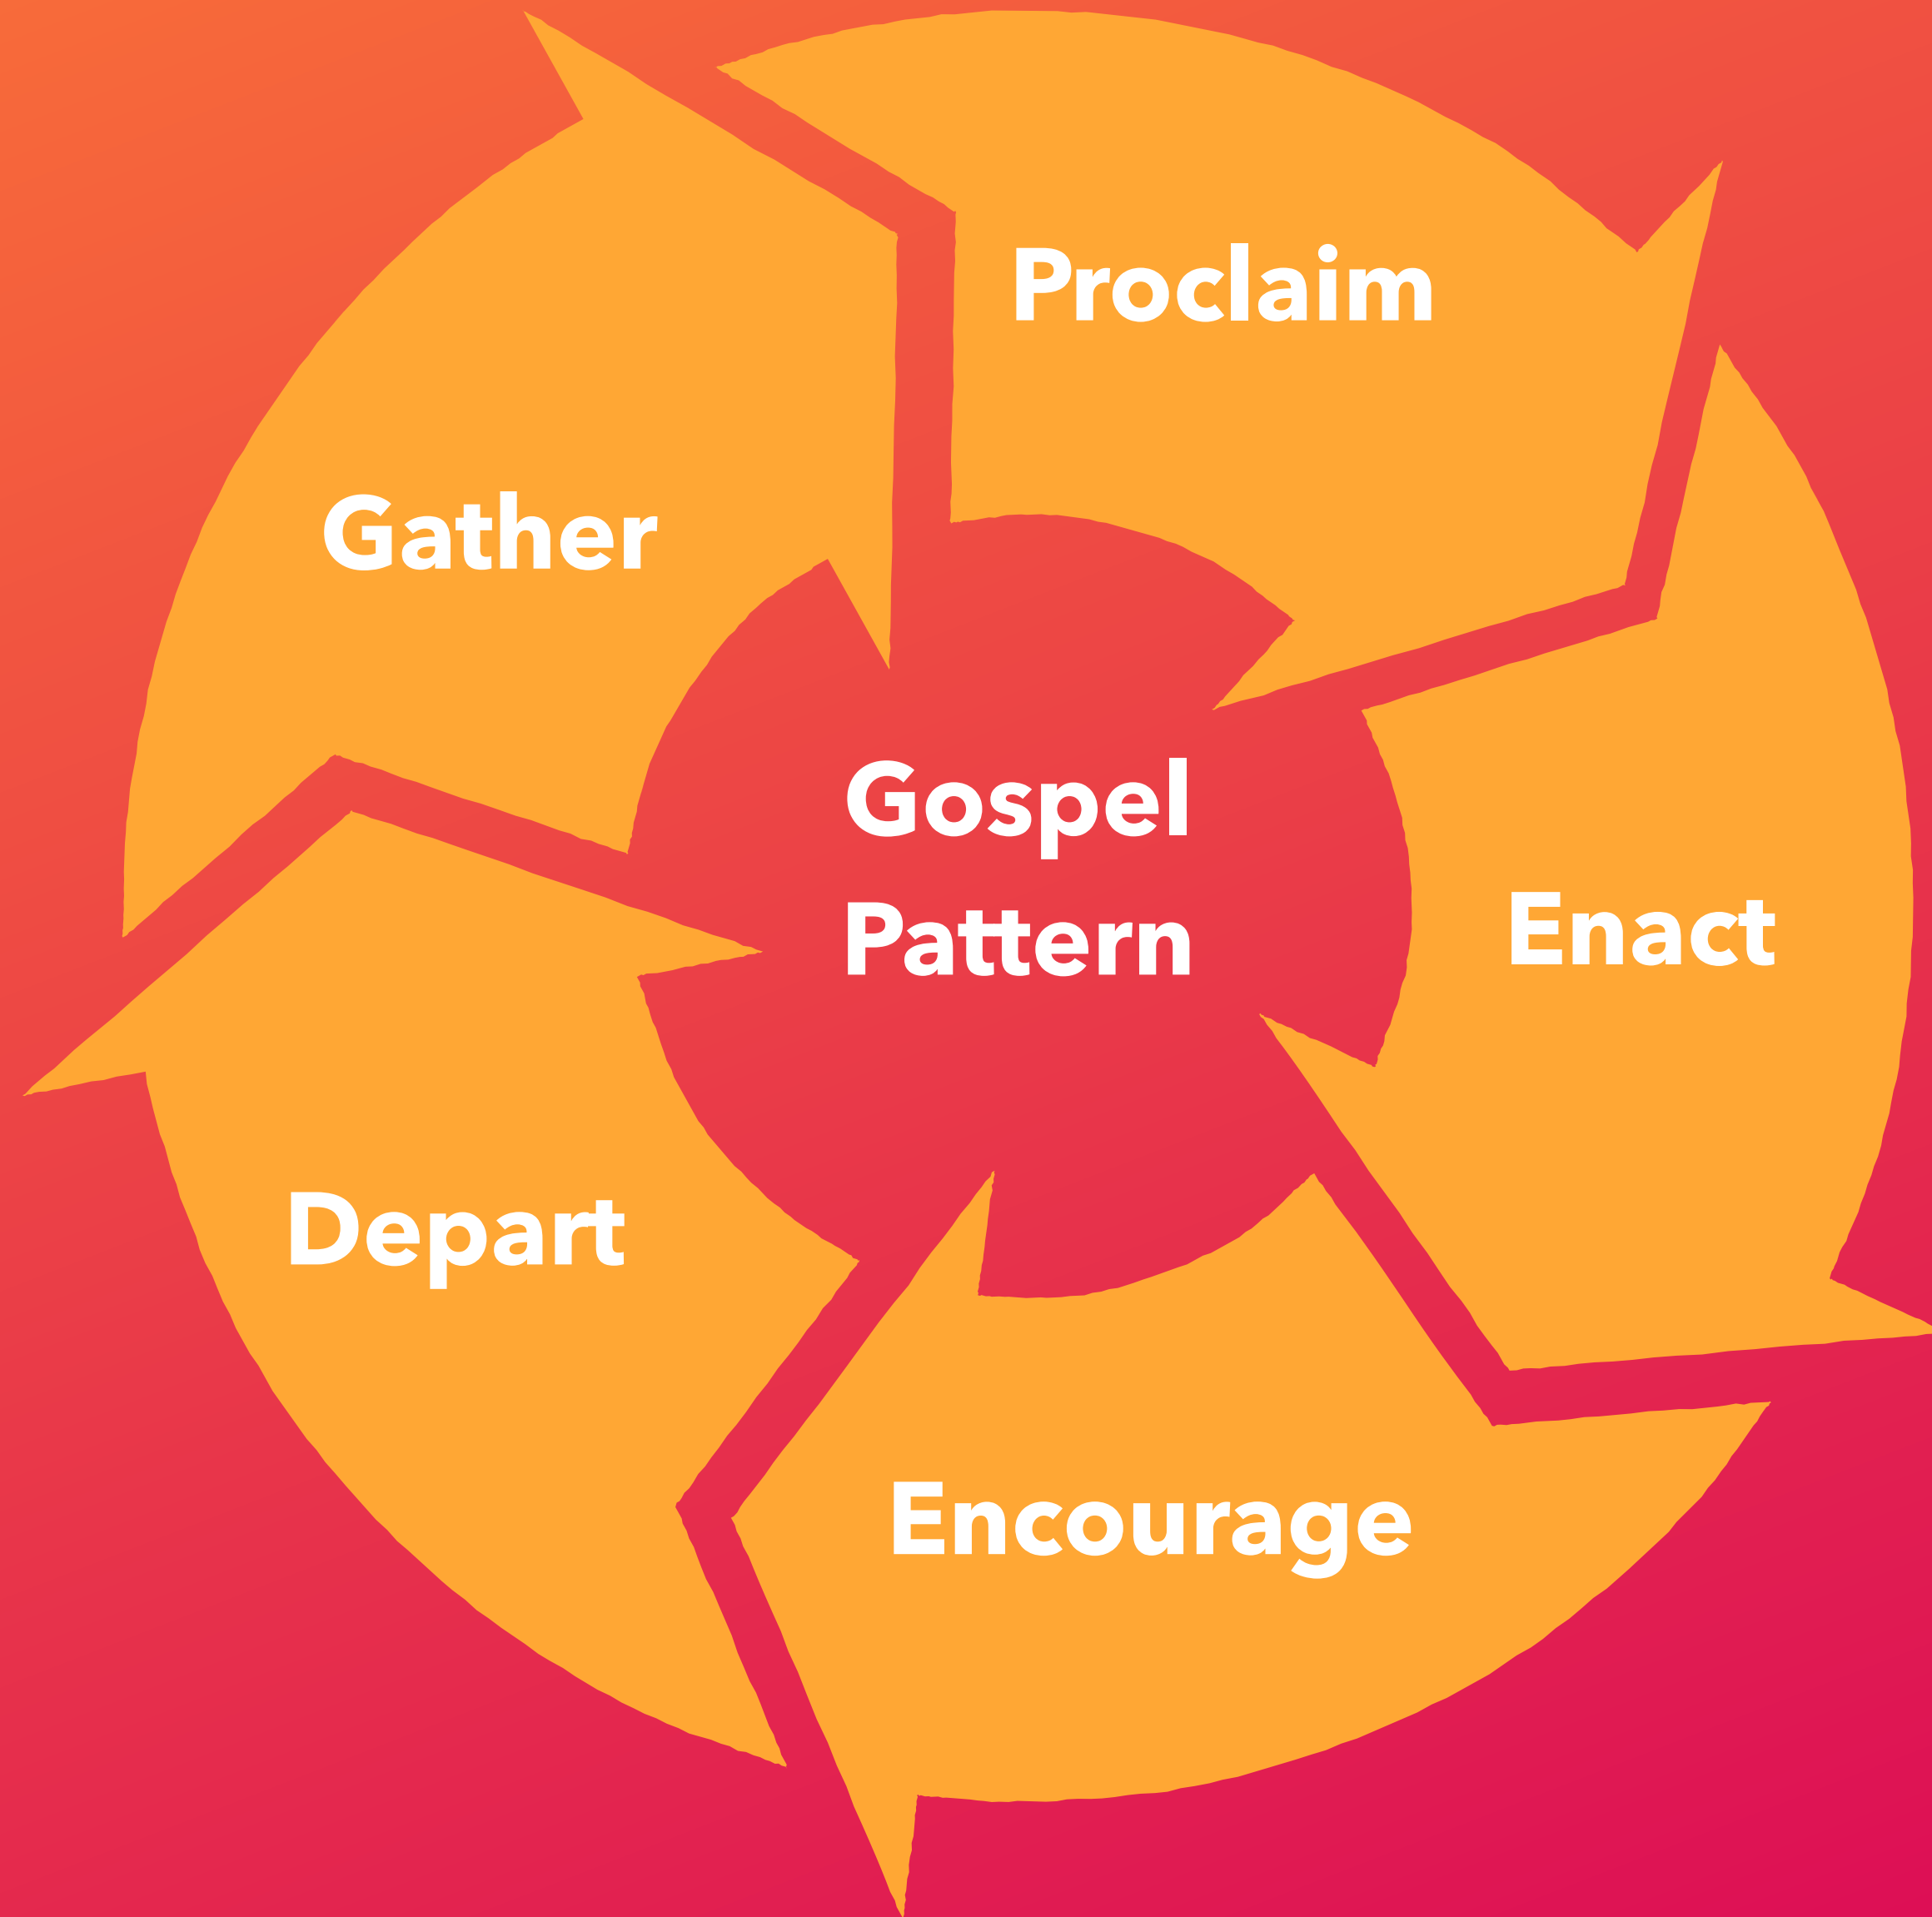 Proclaim
Gather
Gospel
Pattern
Enact
Depart
Encourage